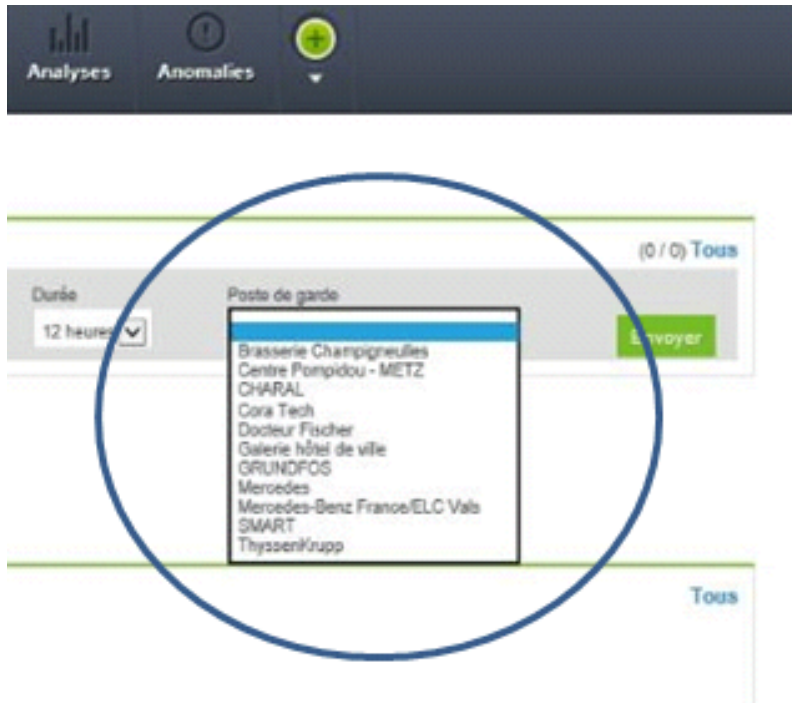 Analyses Anomalies
(0 / 0) Tous
Durée Poste de garde
12 heures Envoyer
Brasserie Champigneulles
Centre Pompidou - METZ
CHARAL
Cora Tech
Docteur Fischer
Galerie hôtel de ville
GRUNDFOS
Mercedes
Mercedes-Benz France/ELC Vals
SMART
ThyssenKrupp
Tous